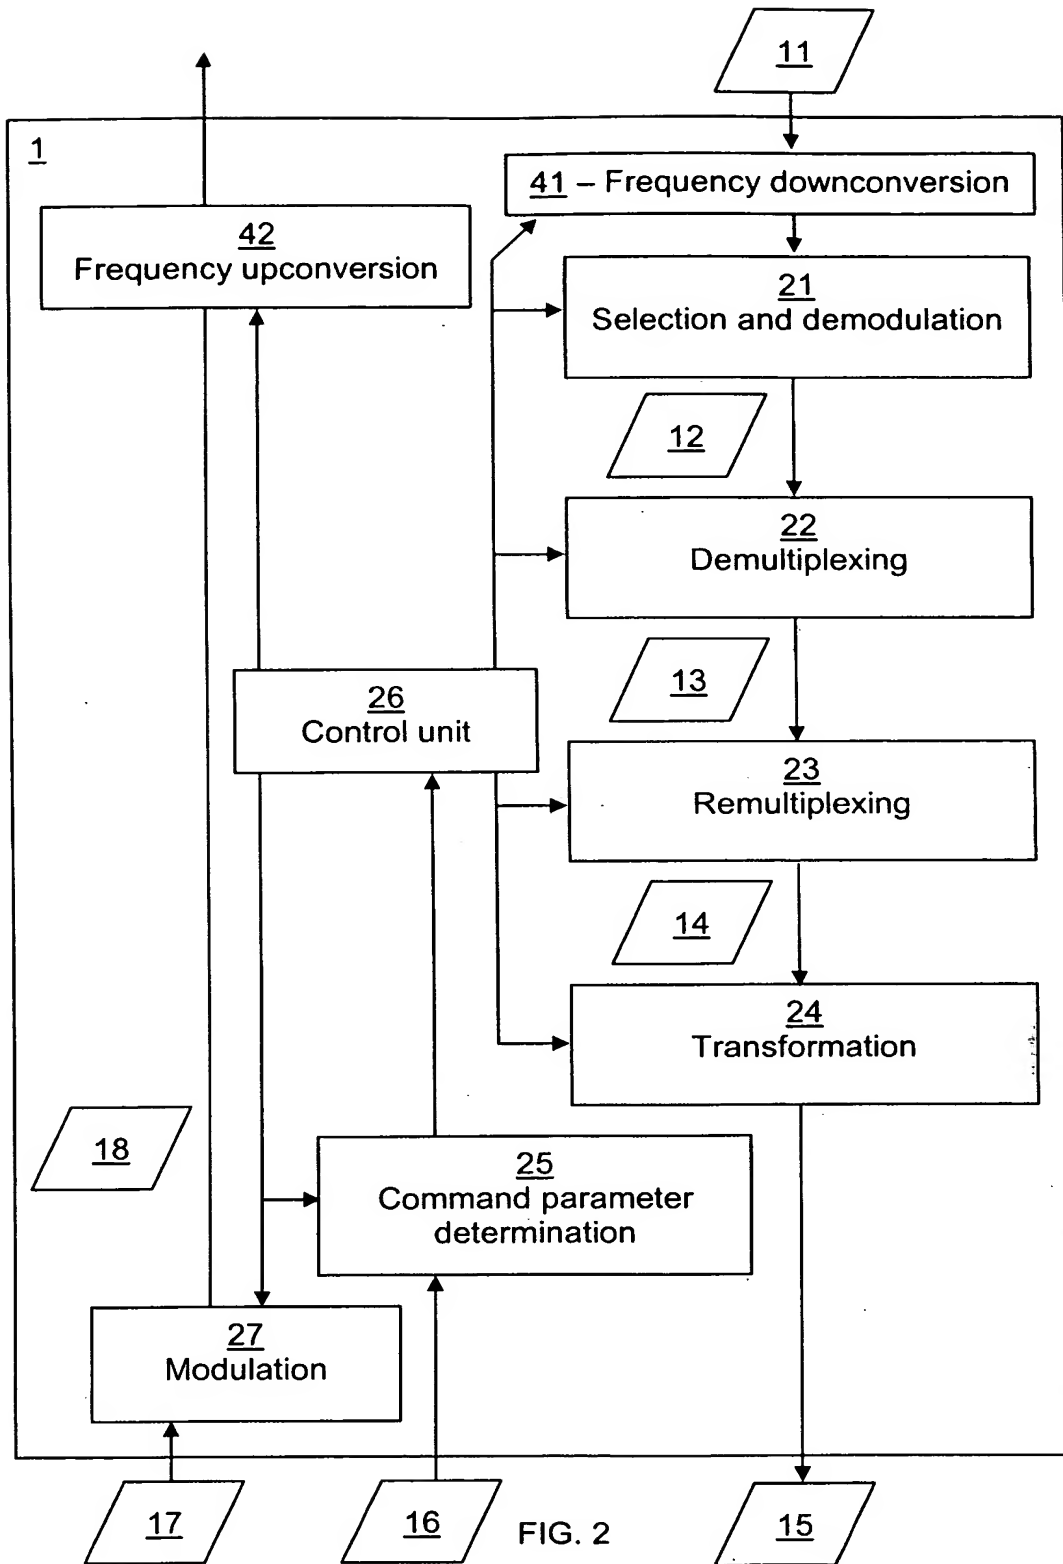 11
1
41 – Frequency downconversion
42
Frequency upconversion
21
Selection and demodulation
12
22
Demultiplexing
13
26
Control unit
23
Remultiplexing
14
24
Transformation
18
25
Command parameter
determination
27
Modulation
17
16
FIG. 2
15